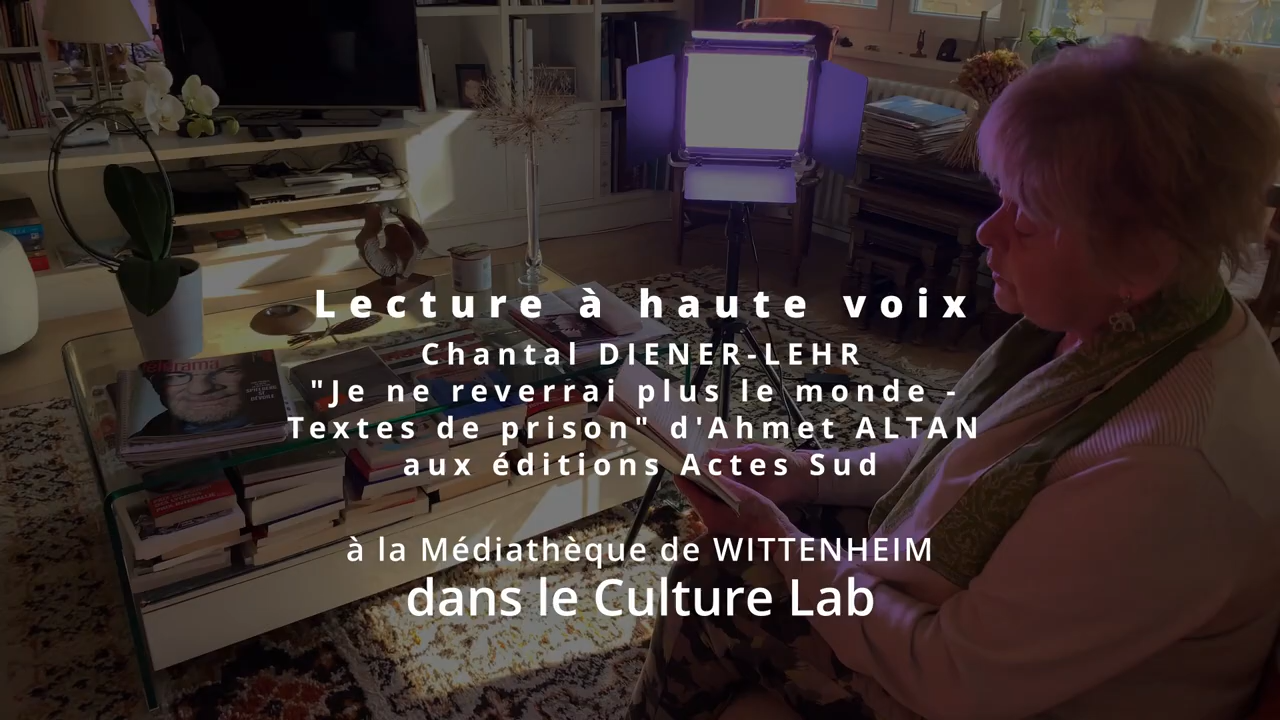 Lecture à haute voix
Chantal DIENER-LEHR
"Je ne reverrai plus le monde -
Textes de prison" d'Ahmet ALTAN
aux éditions Actes Sud
à la Médiathèque de WITTENHEIM
dans le Culture Lab